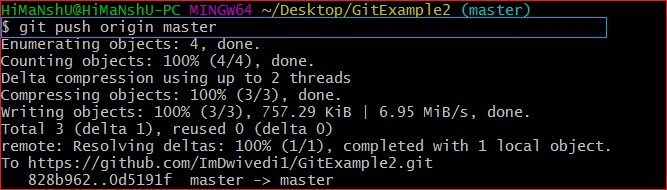 HiMaNshU@HiMaNshU-PC MINGW64 ~/Desktop/GitExample2 (master)
$ git push origin master
Enumerating objects: 4, done.
Counting objects: 100% (4/4), done.
Delta compression using up to 2 threads
Compressing objects: 100% (3/3), done.
Writing objects: 100% (3/3), 757.29 KiB | 6.95 MiB/s, done.
Total 3 (delta 1), reused 0 (delta 0)
remote: Resolving deltas: 100% (1/1), completed with 1 local object.
To https://github.com/ImDwivedi1/GitExample2.git
   828b962..0d5191f  master -> master